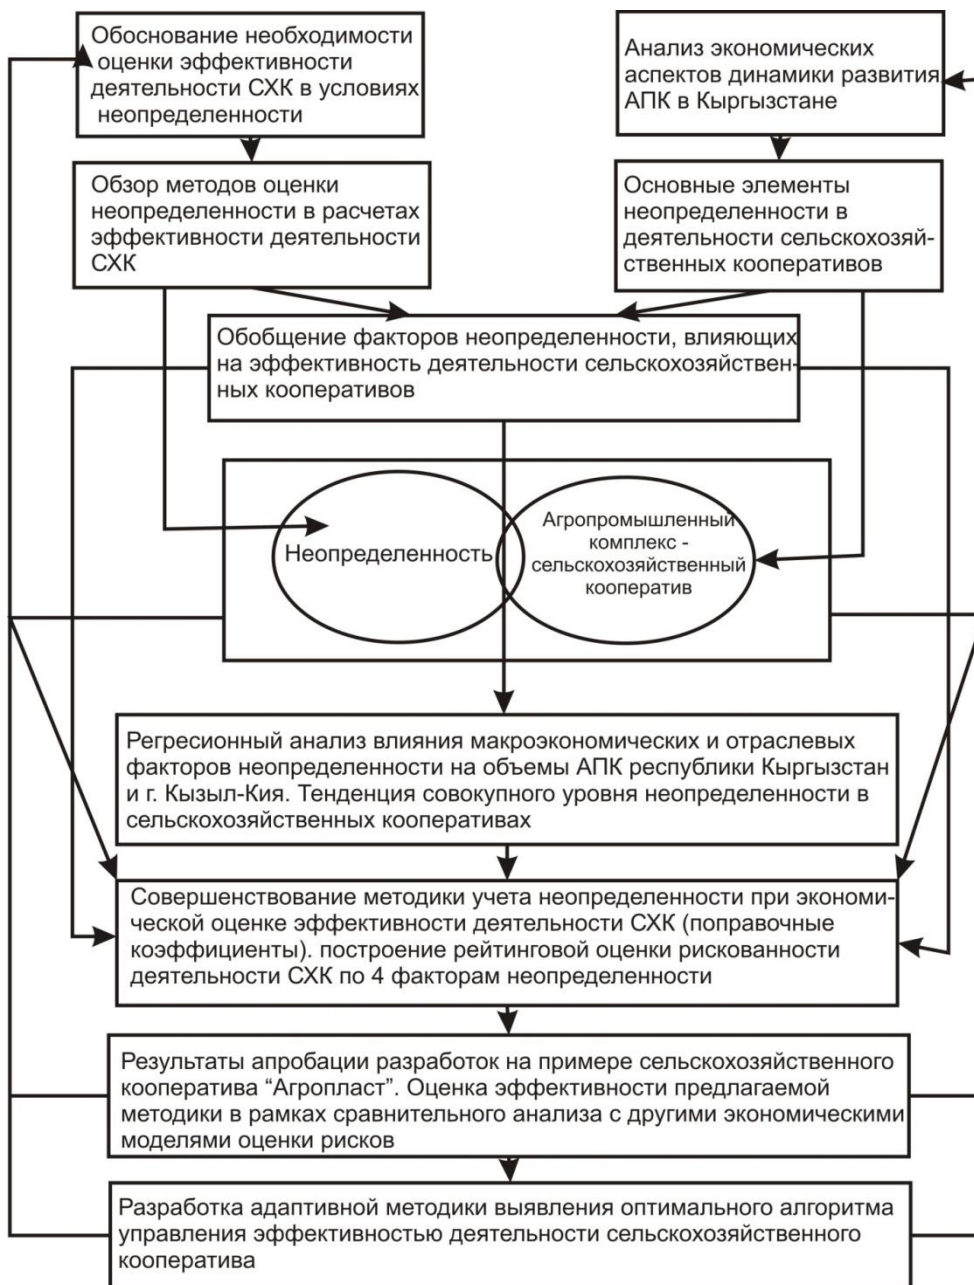 Обоснование необходимости
оценки эффективности
деятельности СХК в условиях
неопределенности
Анализ экономических
аспектов динамики развития
АПК в Кыргызстане
Обзор методов оценки
неопределенности в расчетах
эффективности деятельности
СХК
Основные элементы
неопределенности в
деятельности сельскохозяй-
ственных кооперативов
Обобщение факторов неопределенности, влияющих
на эффективность деятельности сельскохозяйствен-
ных кооперативов
Неопределенность
Агропромышленный
комплекс -
сельскохозяйственный
кооператив
Регресионный анализ влияния макроэкономических и отраслевых
факторов неопределенности на объемы АПК республики Кыргызстан
и г. Кызыл-Кия. Тенденция совокупного уровня неопределенности в
сельскохозяйственных кооперативах
Совершенствование методики учета неопределенности при эконо-
мической оценке эффективности деятельности СХК (поправочные
коэффициенты). построение рейтинговой оценки рискованности
деятельности СХК по 4 факторам неопределенности
Результаты апробации разработок на примере сельскохозяйственного
кооператива “Агропласт”. Оценка эффективности предлагаемой
методики в рамках сравнительного анализа с другими экономическими
моделями оценки рисков
Разработка адаптивной методики выявления оптимального алгоритма
управления эффективностью деятельности сельскохозяйственного
кооператива